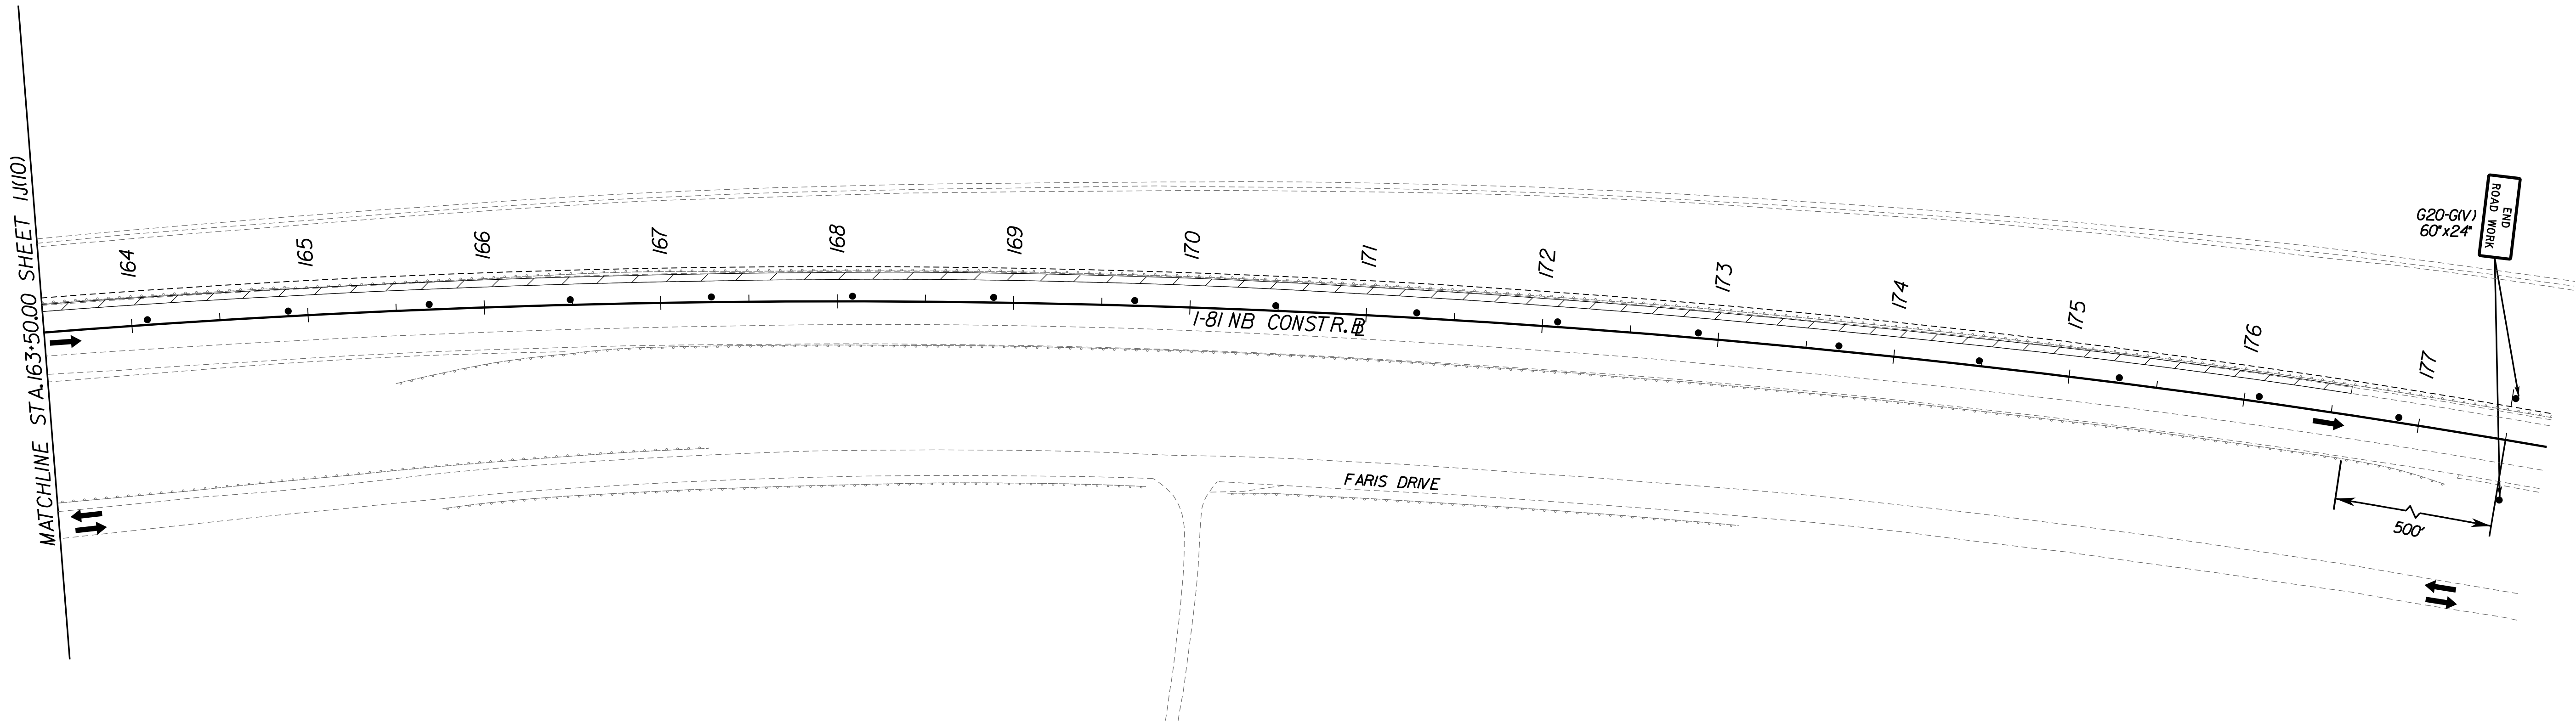 MATCHLINE STA.163+50.00 SHEET 1J(10)
164
165
166
167
168
169
170
171
172
173
174
175
176
177
I-81 NB CONSTR. BL
FARIS DRIVE
G20-G(V)
60"x24"
END
ROAD WORK
500'